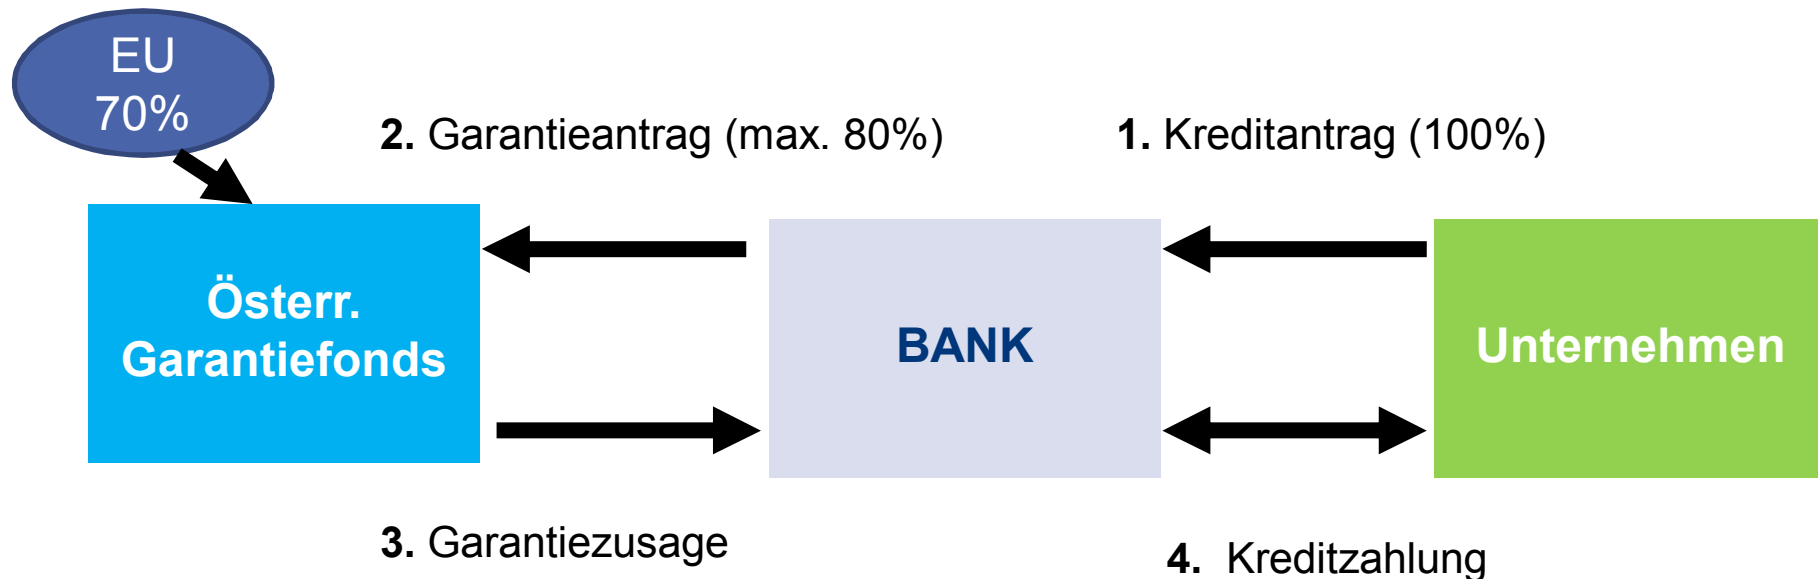 EU
70%
2. Garantieantrag (max. 80%)
1. Kreditantrag (100%)
Österr.
Garantiefonds
BANK
Unternehmen
3. Garantiezusage
4. Kreditzahlung